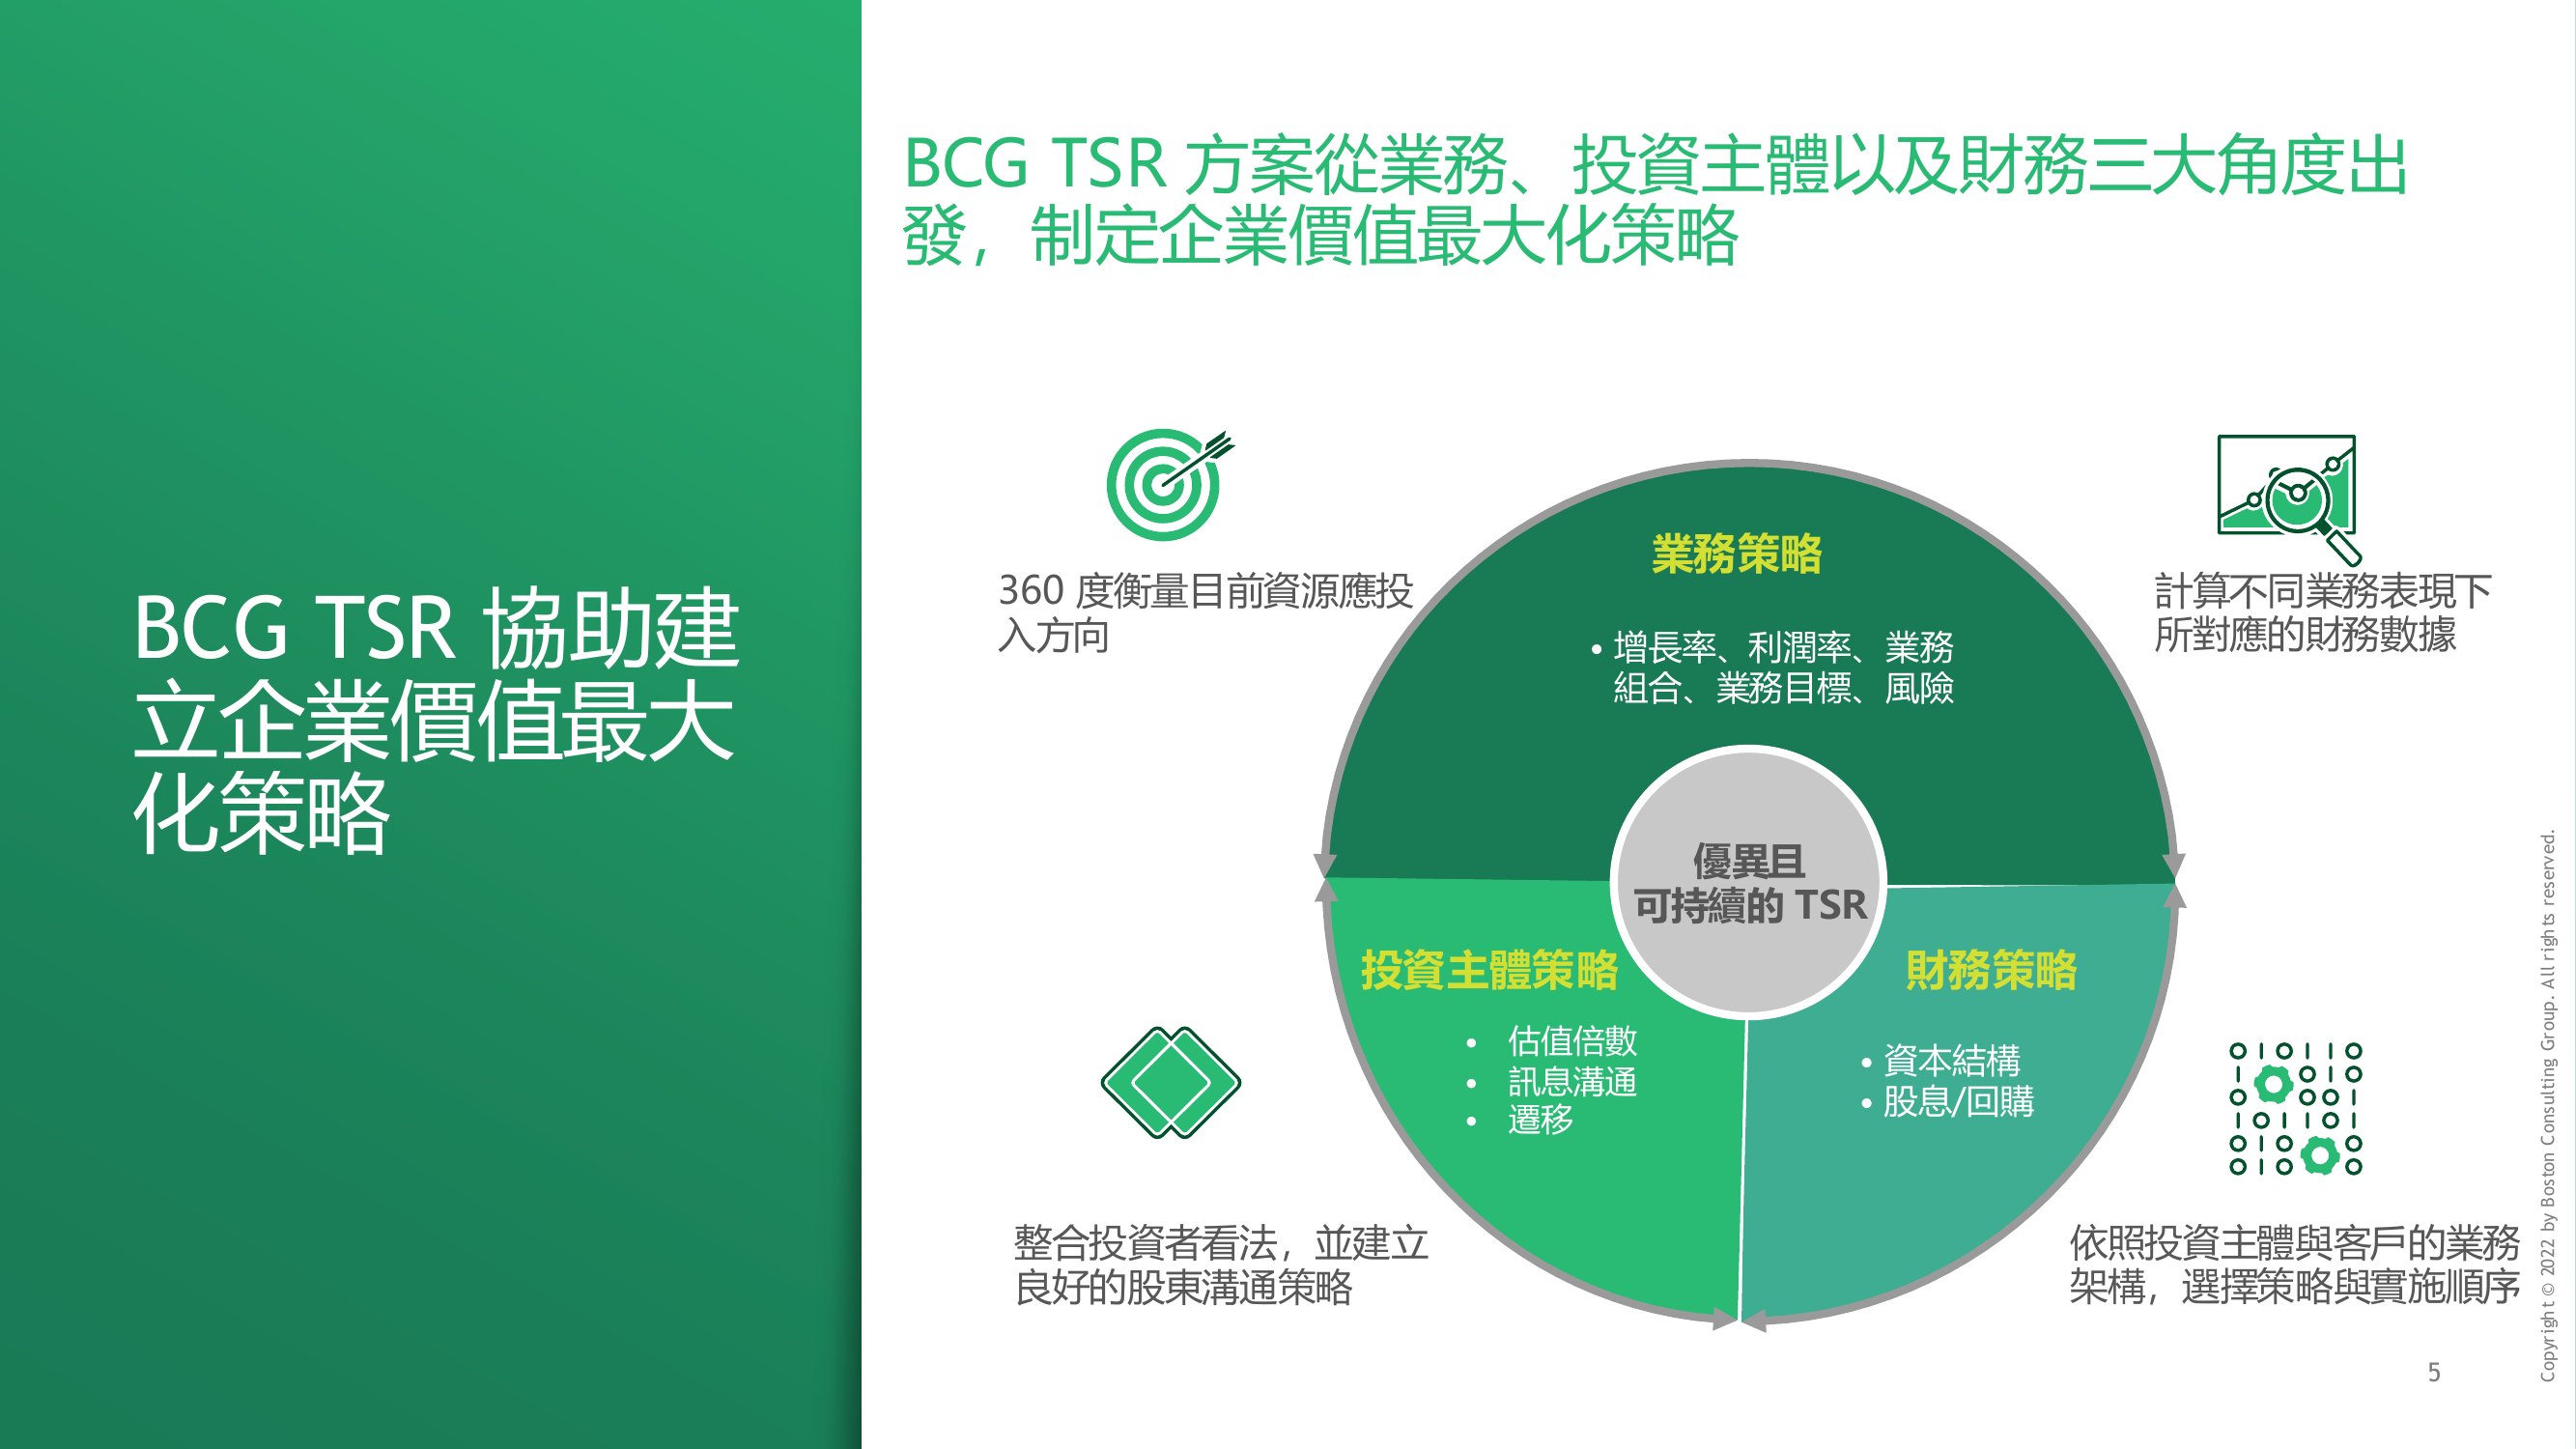 BCG TSR 協助建
立企業價值最大
化策略
BCG TSR 方案從業務、投資主體以及財務三大角度出
發，制定企業價值最大化策略
360 度衡量目前資源應投
入方向
計算不同業務表現下
所對應的財務數據
業務策略
• 增長率、利潤率、業務
組合、業務目標、風險
優異且
可持續的 TSR
投資主體策略
• 估值倍數
• 訊息溝通
• 遷移
財務策略
• 資本結構
• 股息/回購
整合投資者看法，並建立
良好的股東溝通策略
依照投資主體與客戶的業務
架構，選擇策略與實施順序
5
Copyright © 2022 by Boston Consulting Group. All rights reserved.